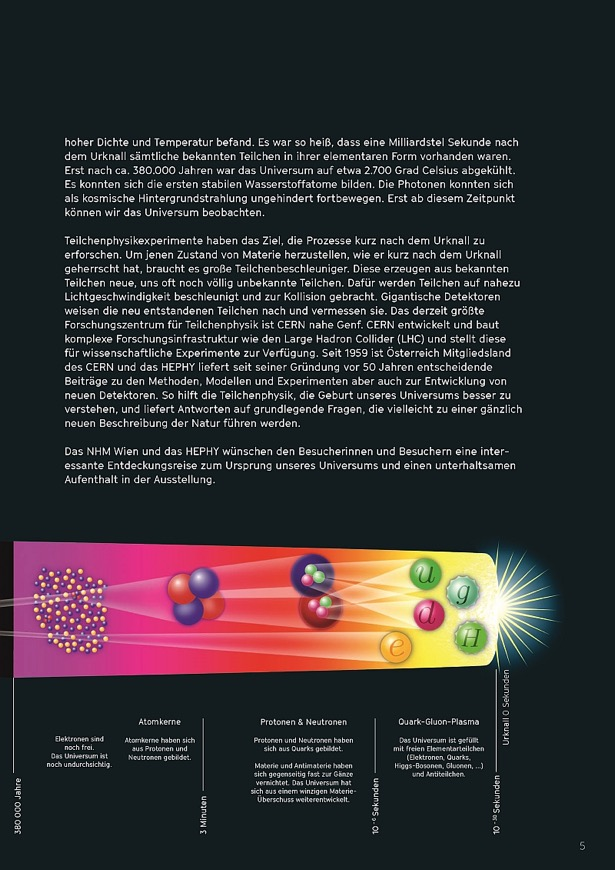 hoher Dichte und Temperatur befand. Es war so heiß, dass eine Milliardstel Sekunde nach
dem Urknall sämtliche bekannten Teilchen in ihrer elementaren Form vorhanden waren.
Erst nach ca. 380.000 Jahren war das Universum auf etwa 2.700 Grad Celsius abgekühlt.
Es konnten sich die ersten stabilen Wasserstoffatome bilden. Die Photonen konnten sich
als kosmische Hintergrundstrahlung ungehindert fortbewegen. Erst ab diesem Zeitpunkt
können wir das Universum beobachten.
Teilchenphysikexperimente haben das Ziel, die Prozesse kurz nach dem Urknall zu
erforschen. Um jenen Zustand von Materie herzustellen, wie er kurz nach dem Urknall
geherrscht hat, braucht es große Teilchenbeschleuniger. Diese erzeugen aus bekannten
Teilchen neue, uns oft noch völlig unbekannte Teilchen. Dafür werden Teilchen auf nahezu
Lichtgeschwindigkeit beschleunigt und zur Kollision gebracht. Gigantische Detektoren
weisen die neu entstandenen Teilchen nach und vermessen sie. Das derzeit größte
Forschungszentrum für Teilchenphysik ist CERN nahe Genf. CERN entwickelt und baut
komplexe Forschungsinfrastruktur wie den Large Hadron Collider (LHC) und stellt diese
für wissenschaftliche Experimente zur Verfügung. Seit 1959 ist Österreich Mitgliedsland
des CERN und das HEPHY liefert seit seiner Gründung vor 50 Jahren entscheidende
Beiträge zu den Methoden, Modellen und Experimenten aber auch zur Entwicklung von
neuen Detektoren. So hilft die Teilchenphysik, die Geburt unseres Universums besser zu
verstehen, und liefert Antworten auf grundlegende Fragen, die vielleicht zu einer gänzlich
neuen Beschreibung der Natur führen werden.
Das NHM Wien und das HEPHY wünschen den Besucherinnen und Besuchern eine inter-
essante Entdeckungsreise zum Ursprung unseres Universums und einen unterhaltsamen
Aufenthalt in der Ausstellung.
u
g
d
H
e
380 000 Jahre
Elektronen sind
noch frei.
Das Universum ist
noch undurchsichtig.
Atomkerne
Atomkerne haben sich
aus Protonen und
Neutronen gebildet.
3 Minuten
Protonen & Neutronen
Protonen und Neutronen haben
sich aus Quarks gebildet.
Materie und Antimaterie haben
sich gegenseitig fast zur Gänze
vernichtet. Das Universum hat
sich aus einem winzigen Materie-
Überschuss weiterentwickelt.
10⁻⁶ Sekunden
Quark-Gluon-Plasma
Das Universum ist gefüllt
mit freien Elementarteilchen
(Elektronen, Quarks,
Higgs-Bosonen, Gluonen, ...)
und Antiteilchen.
10⁻³⁰ Sekunden
Urknall 0 Sekunden
5